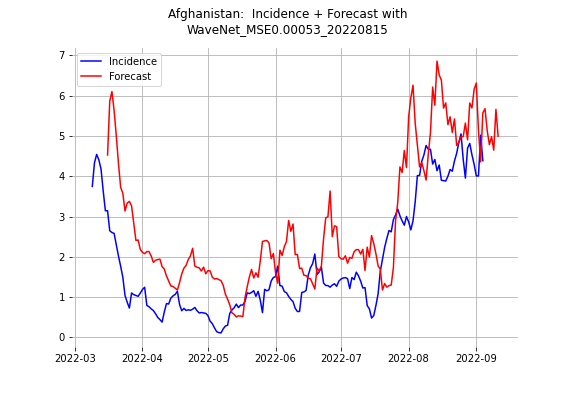 Afghanistan:  Incidence + Forecast with
WaveNet_MSE0.00053_20220815
Incidence
Forecast
7
6
5
4
3
2
1
0
2022-03 2022-04 2022-05 2022-06 2022-07 2022-08 2022-09